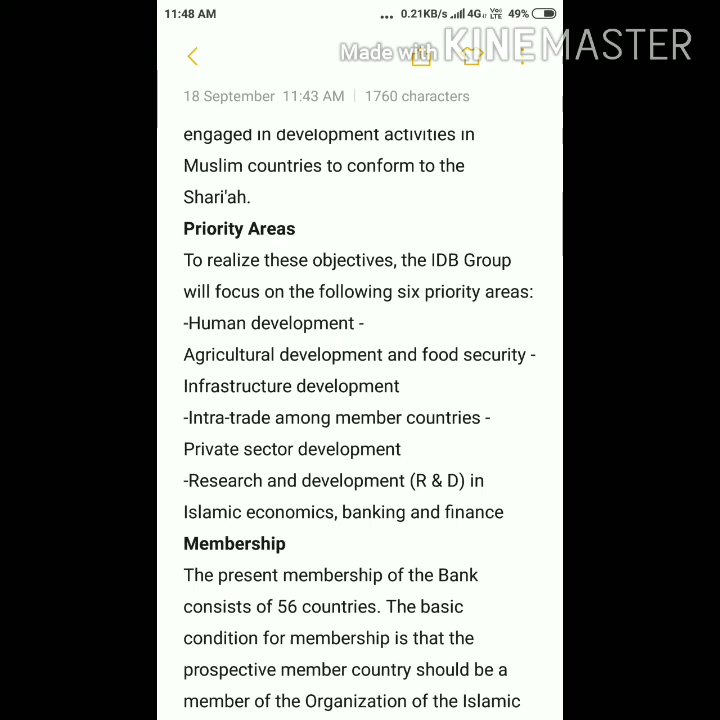 11:48 AM ... 0.21KB/s 4G Vo) LTE 49%
Made with KINEMASTER
18 September 11:43 AM | 1760 characters
engaged in development activities in
Muslim countries to conform to the
Shari'ah.
Priority Areas
To realize these objectives, the IDB Group
will focus on the following six priority areas:
-Human development -
Agricultural development and food security -
Infrastructure development
-Intra-trade among member countries -
Private sector development
-Research and development (R & D) in
Islamic economics, banking and finance
Membership
The present membership of the Bank
consists of 56 countries. The basic
condition for membership is that the
prospective member country should be a
member of the Organization of the Islamic